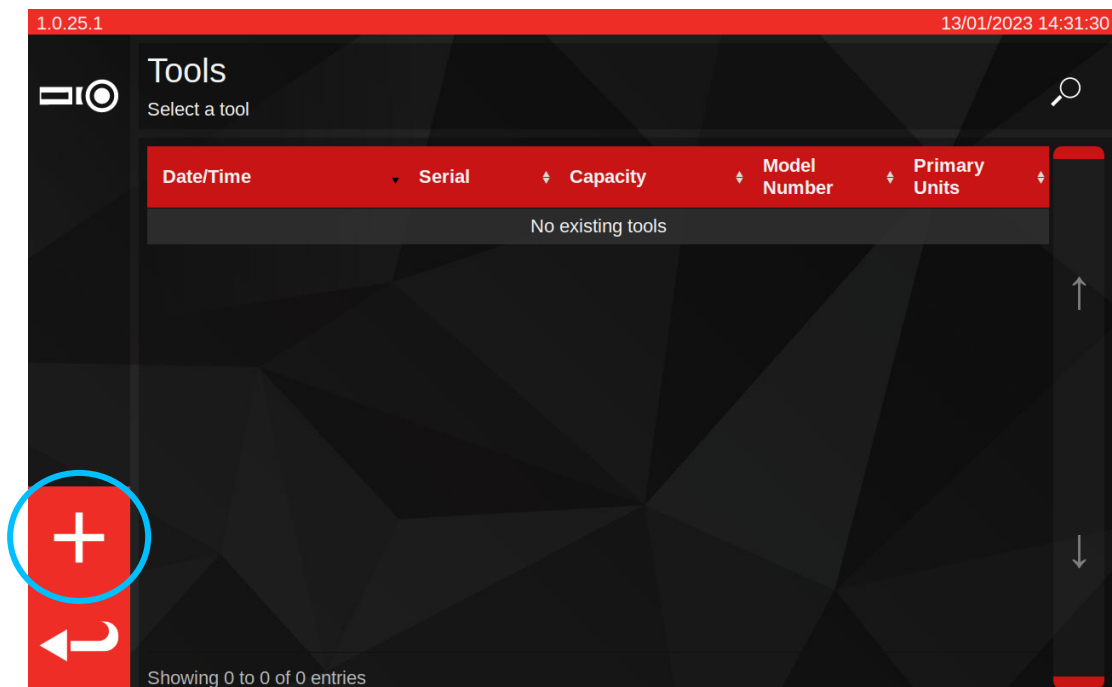 1.0.25.1 13/01/2023 14:31:30
Tools
Select a tool
Date/Time Serial Capacity Model Number Primary Units
No existing tools
Showing 0 to 0 of 0 entries